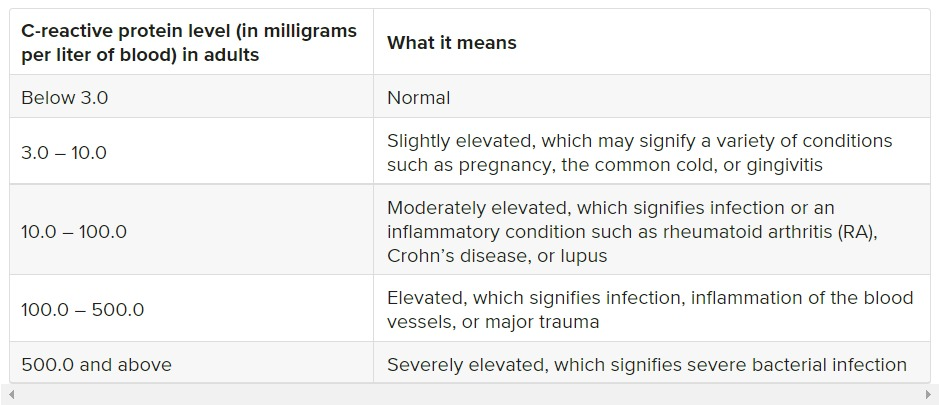 C-reactive protein level (in milligrams
per liter of blood) in adults
What it means
Below 3.0
Normal
3.0 – 10.0
Slightly elevated, which may signify a variety of conditions
such as pregnancy, the common cold, or gingivitis
10.0 – 100.0
Moderately elevated, which signifies infection or an
inflammatory condition such as rheumatoid arthritis (RA),
Crohn’s disease, or lupus
100.0 – 500.0
Elevated, which signifies infection, inflammation of the blood
vessels, or major trauma
500.0 and above
Severely elevated, which signifies severe bacterial infection